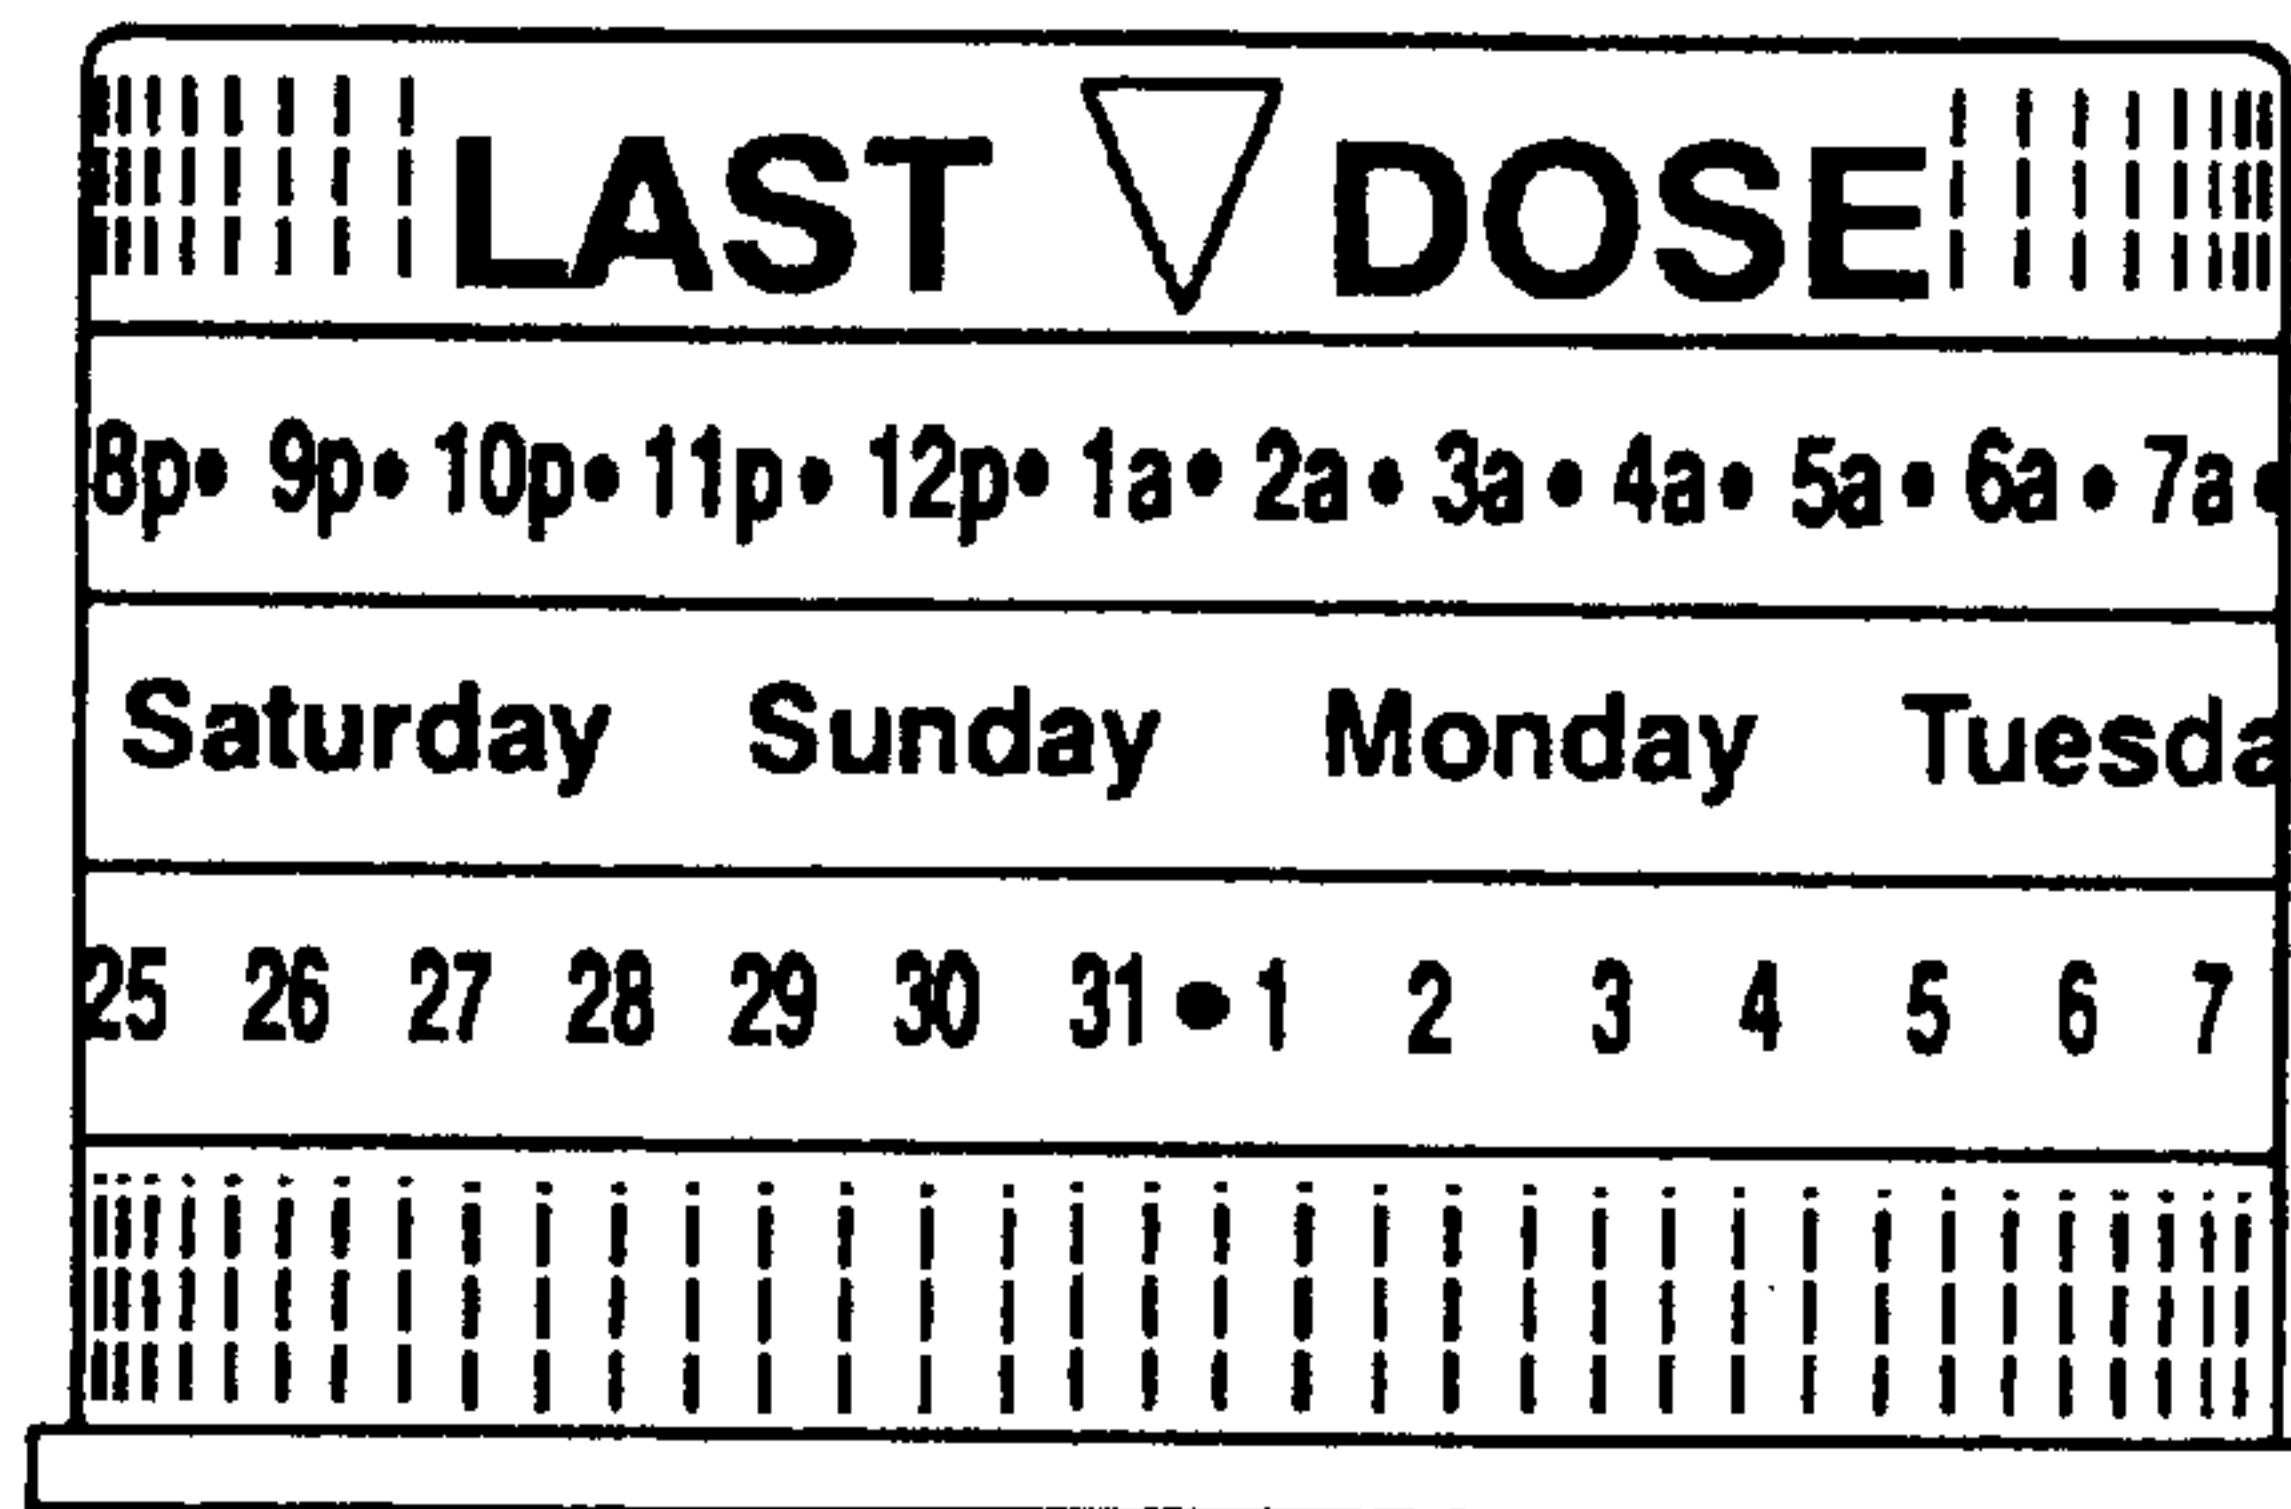 LAST DOSE
8p• 9p• 10p• 11p• 12p• 1a• 2a• 3a• 4a• 5a• 6a• 7a•
Saturday Sunday Monday Tuesda
25 26 27 28 29 30 31 • 1 2 3 4 5 6 7